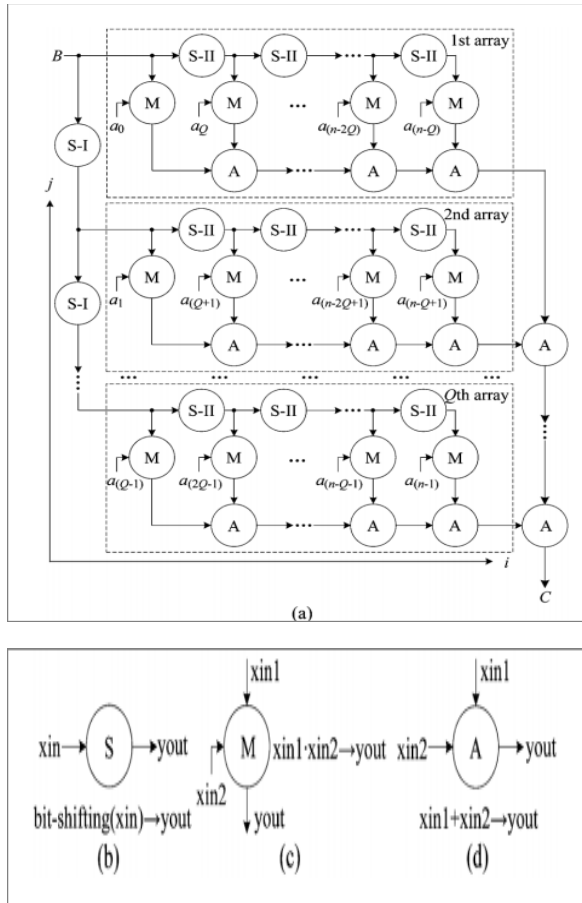 1st array
B S-II S-II ... S-II
M M ... M M
a0 aQ a(n-2Q) a(n-Q)
S-I
A ... A A
j
2nd array
S-II S-II ... S-II
M M ... M M
a1 a(Q+1) a(n-2Q+1) a(n-Q+1)
S-I
A ... A A A
... ... ... ... ...
Qth array
S-II S-II ... S-II
M M ... M M
a(Q-1) a(2Q-1) a(n-Q-1) a(n-1)
A ... A A A
i
C
(a)
xin1 xin1
xin S yout M xin1·xin2→yout xin2 A yout
xin2
bit-shifting(xin)→yout yout xin1+xin2→yout
(b) (c) (d)